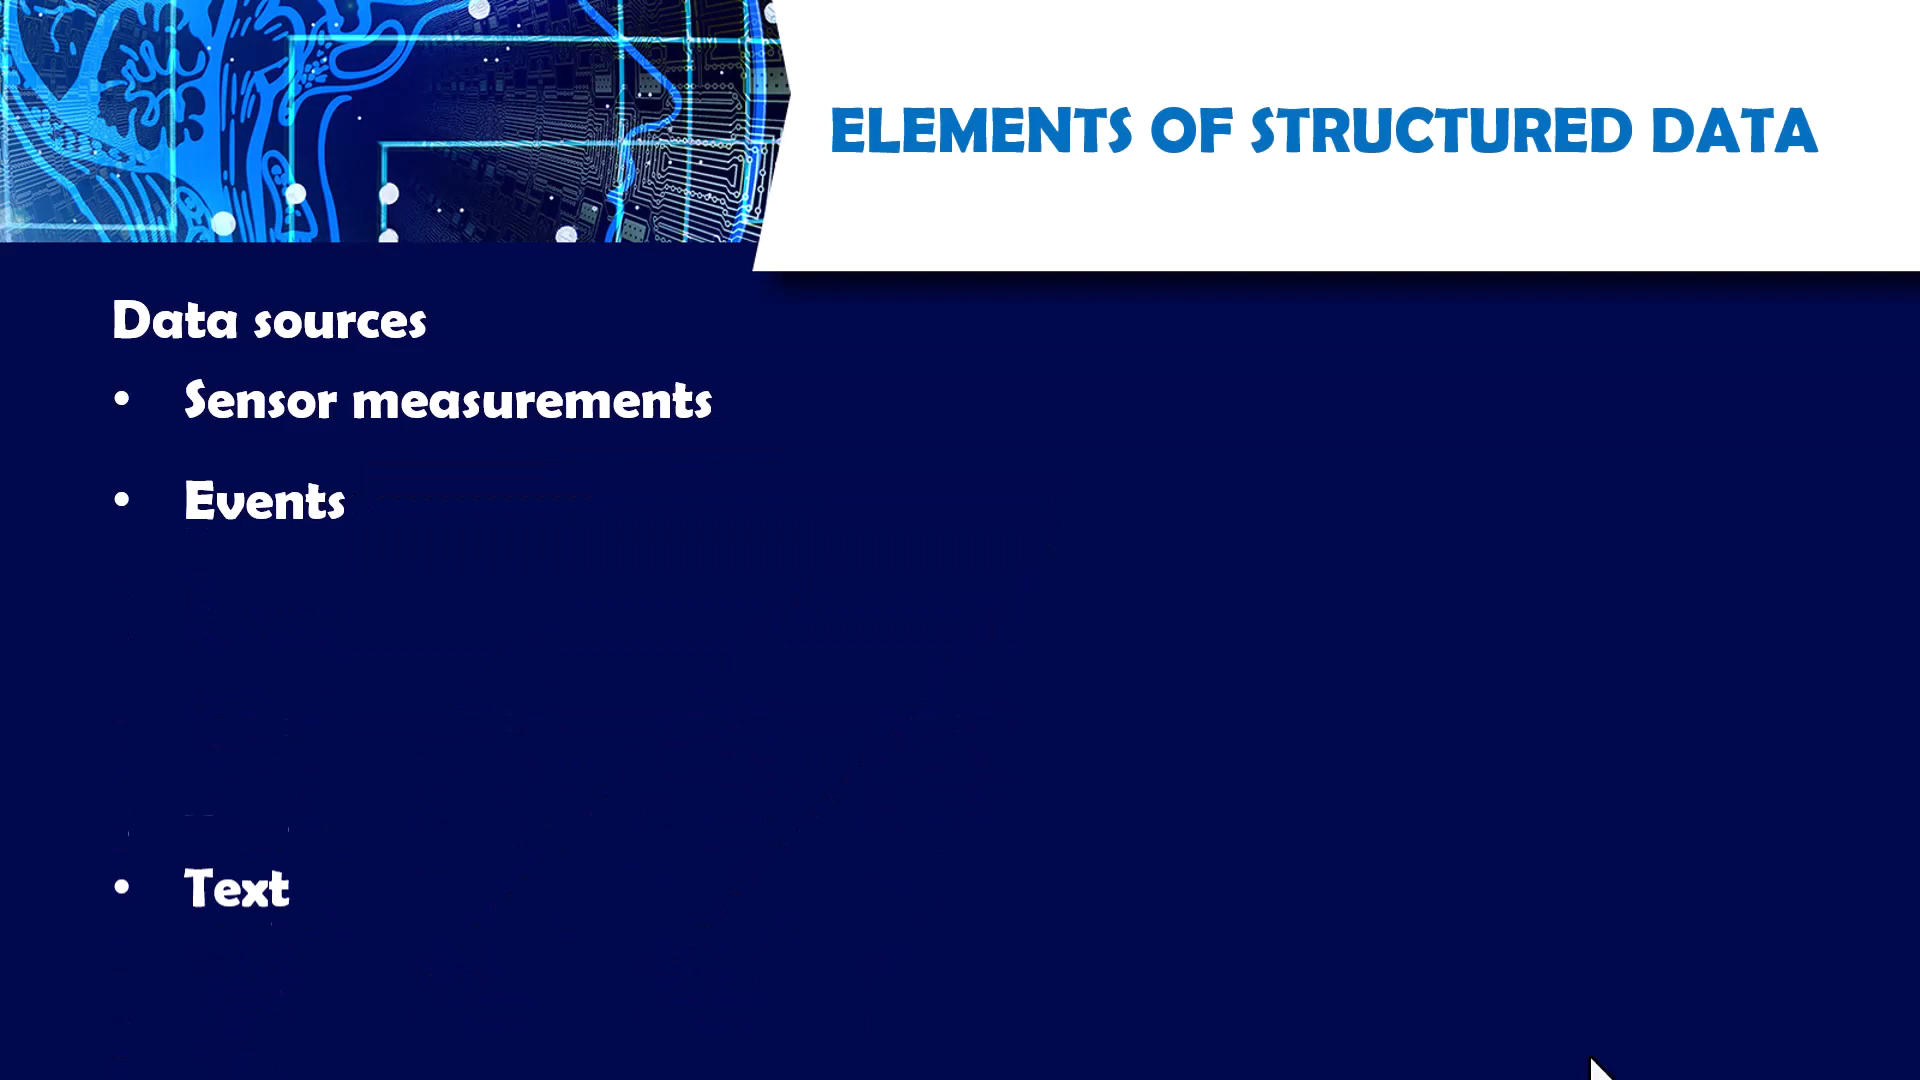 ELEMENTS OF STRUCTURED DATA
Data sources
• Sensor measurements
• Events
• Text